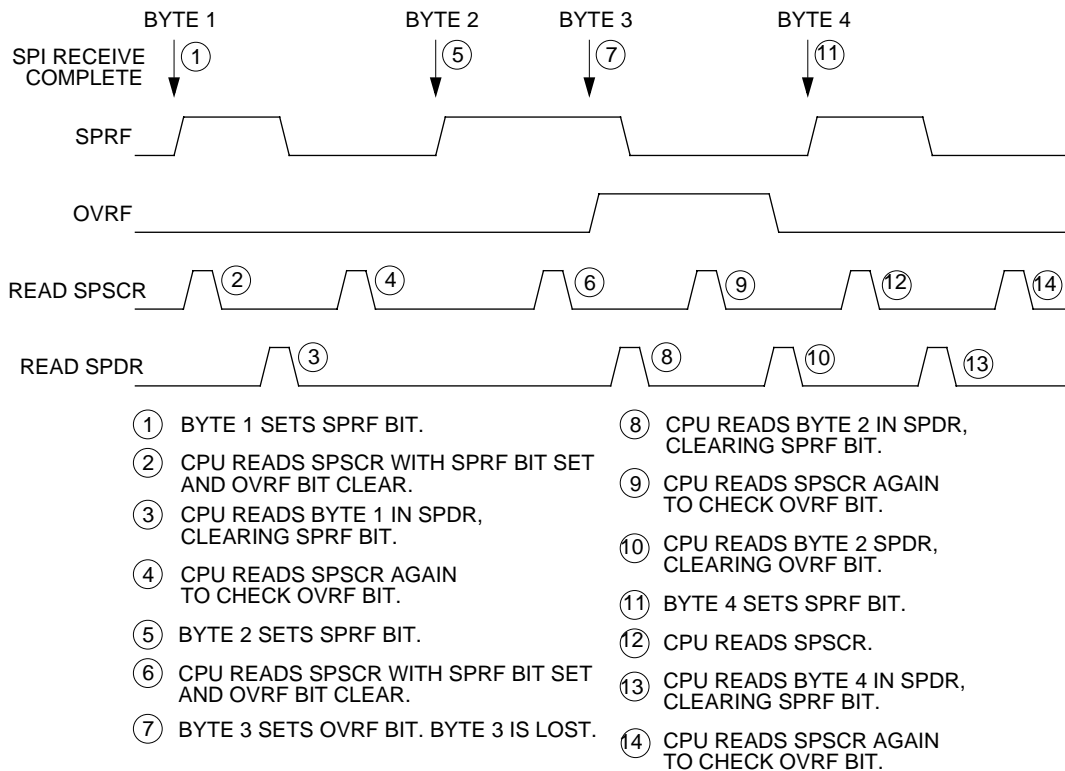 BYTE 1 BYTE 2 BYTE 3 BYTE 4
SPI RECEIVE
COMPLETE
1 5 7 11
SPRF
OVRF
READ SPSCR
2 4 6 9 12 14
READ SPDR
3 8 10 13
1 BYTE 1 SETS SPRF BIT.
2 CPU READS SPSCR WITH SPRF BIT SET
AND OVRF BIT CLEAR.
3 CPU READS BYTE 1 IN SPDR,
CLEARING SPRF BIT.
4 CPU READS SPSCR AGAIN
TO CHECK OVRF BIT.
5 BYTE 2 SETS SPRF BIT.
6 CPU READS SPSCR WITH SPRF BIT SET
AND OVRF BIT CLEAR.
7 BYTE 3 SETS OVRF BIT. BYTE 3 IS LOST.
8 CPU READS BYTE 2 IN SPDR,
CLEARING SPRF BIT.
9 CPU READS SPSCR AGAIN
TO CHECK OVRF BIT.
10 CPU READS BYTE 2 SPDR,
CLEARING OVRF BIT.
11 BYTE 4 SETS SPRF BIT.
12 CPU READS SPSCR.
13 CPU READS BYTE 4 IN SPDR,
CLEARING SPRF BIT.
14 CPU READS SPSCR AGAIN
TO CHECK OVRF BIT.